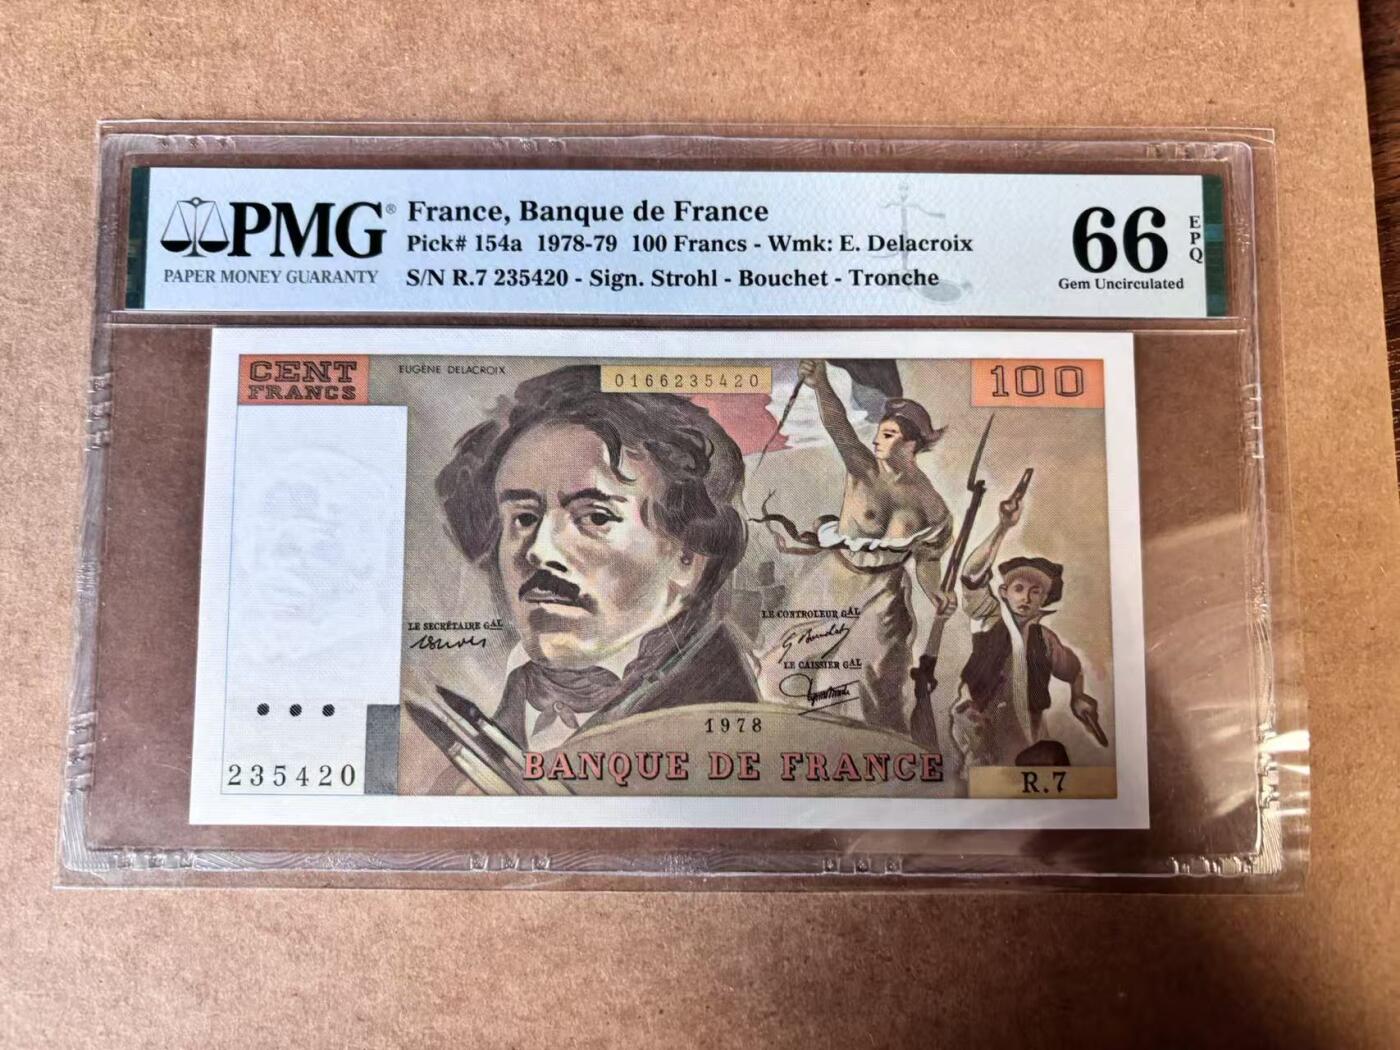 PMG®
PAPER MONEY GUARANTY
France, Banque de France
Pick# 154a 1978-79 100 Francs - Wmk: E. Delacroix
S/N R.7 235420 - Sign. Strohl - Bouchet - Tronche
66
EPQ
Gem Uncirculated
CENT
FRANCS
EUGÈNE DELACROIX
0166235420
100
LE SECRÉTAIRE GAL
LE CONTROLEUR GAL
LE CAISSIER GAL
1978
BANQUE DE FRANCE
235420
R.7